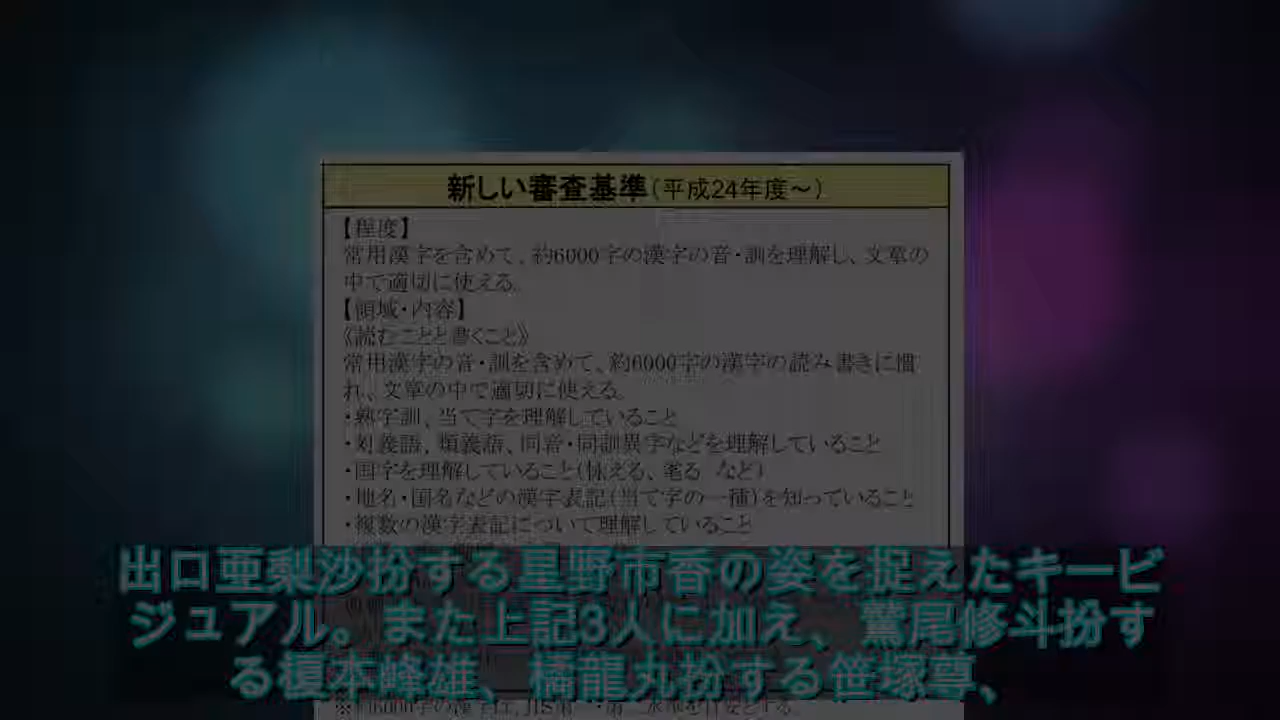 新しい審査基準(平成24年度~)
【程度】
常用漢字を含めて、約6000字の漢字の音・訓を理解し、文章の
中で適切に使える。
【領域・内容】
《読むことと書くこと》
常用漢字の音・訓を含めて、約6000字の漢字の読み書きに慣
れ、文章の中で適切に使える。
・熟字訓、当て字を理解していること
・対義語、類義語、同音・同訓異字などを理解していること
・国字を理解していること(怺える、毟る など)
・地名・国名などの漢字表記(当て字の一種)を知っていること
・複数の漢字表記について理解していること
出口亜梨沙扮する星野市香の姿を捉えたキービ
ジュアル。また上記3人に加え、鷲尾修斗扮す
る榎本峰雄、橘龍丸扮する笹塚尊、